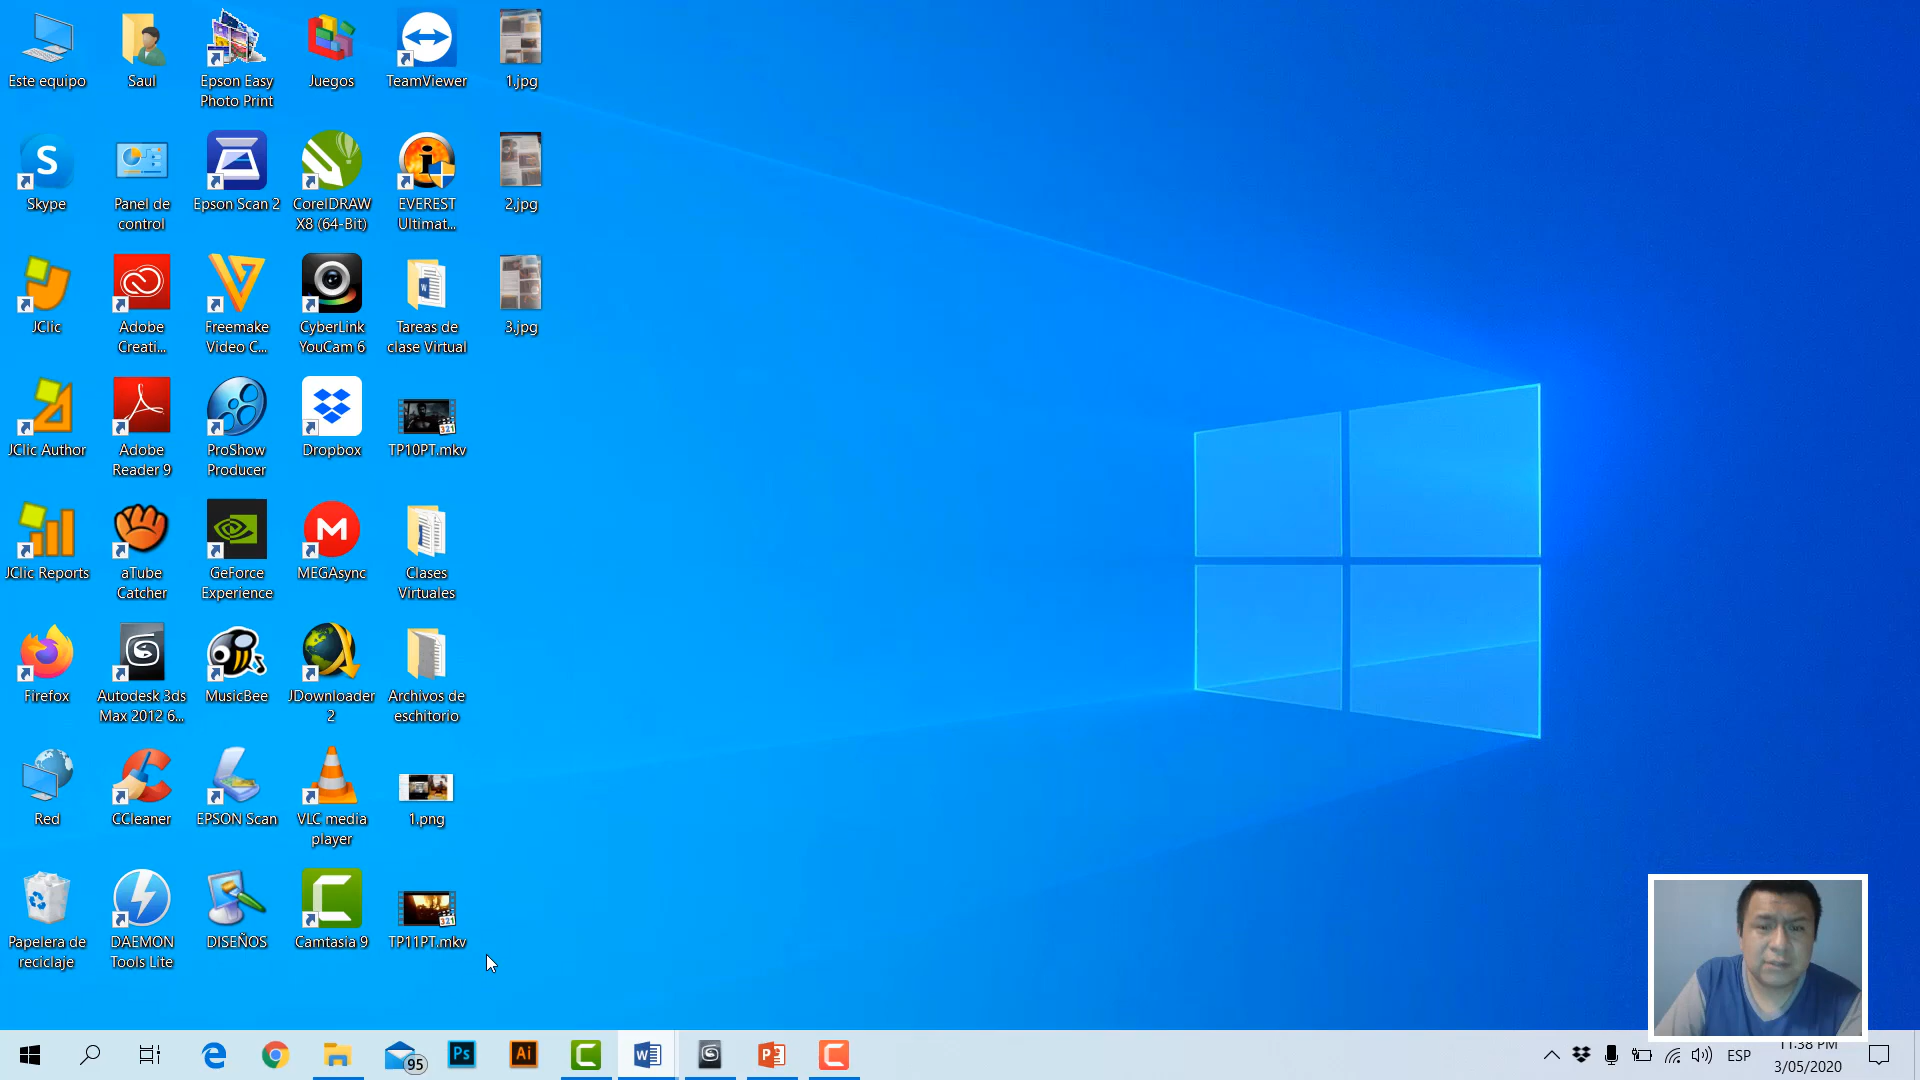 Este equipo
Saul
Epson Easy
Photo Print
Juegos
TeamViewer
1.jpg
S
Skype
Panel de
control
Epson Scan 2
CorelDRAW
X8 (64-Bit)
EVEREST
Ultimat...
2.jpg
JClic
Adobe
Creati...
Freemake
Video C...
CyberLink
YouCam 6
Tareas de
clase Virtual
3.jpg
JClic Author
Adobe
Reader 9
ProShow
Producer
Dropbox
321
TP10PT.mkv
JClic Reports
aTube
Catcher
GeForce
Experience
M
MEGAsync
Clases
Virtuales
Firefox
Autodesk 3ds
Max 2012 6...
MusicBee
JDownloader
2
Archivos de
eschitorio
Red
CCleaner
EPSON Scan
VLC media
player
1.png
Papelera de
reciclaje
DAEMON
Tools Lite
DISEÑOS
Camtasia 9
321
TP11PT.mkv
95
Ps
Ai
W
P
ESP
11:38 PM
3/05/2020